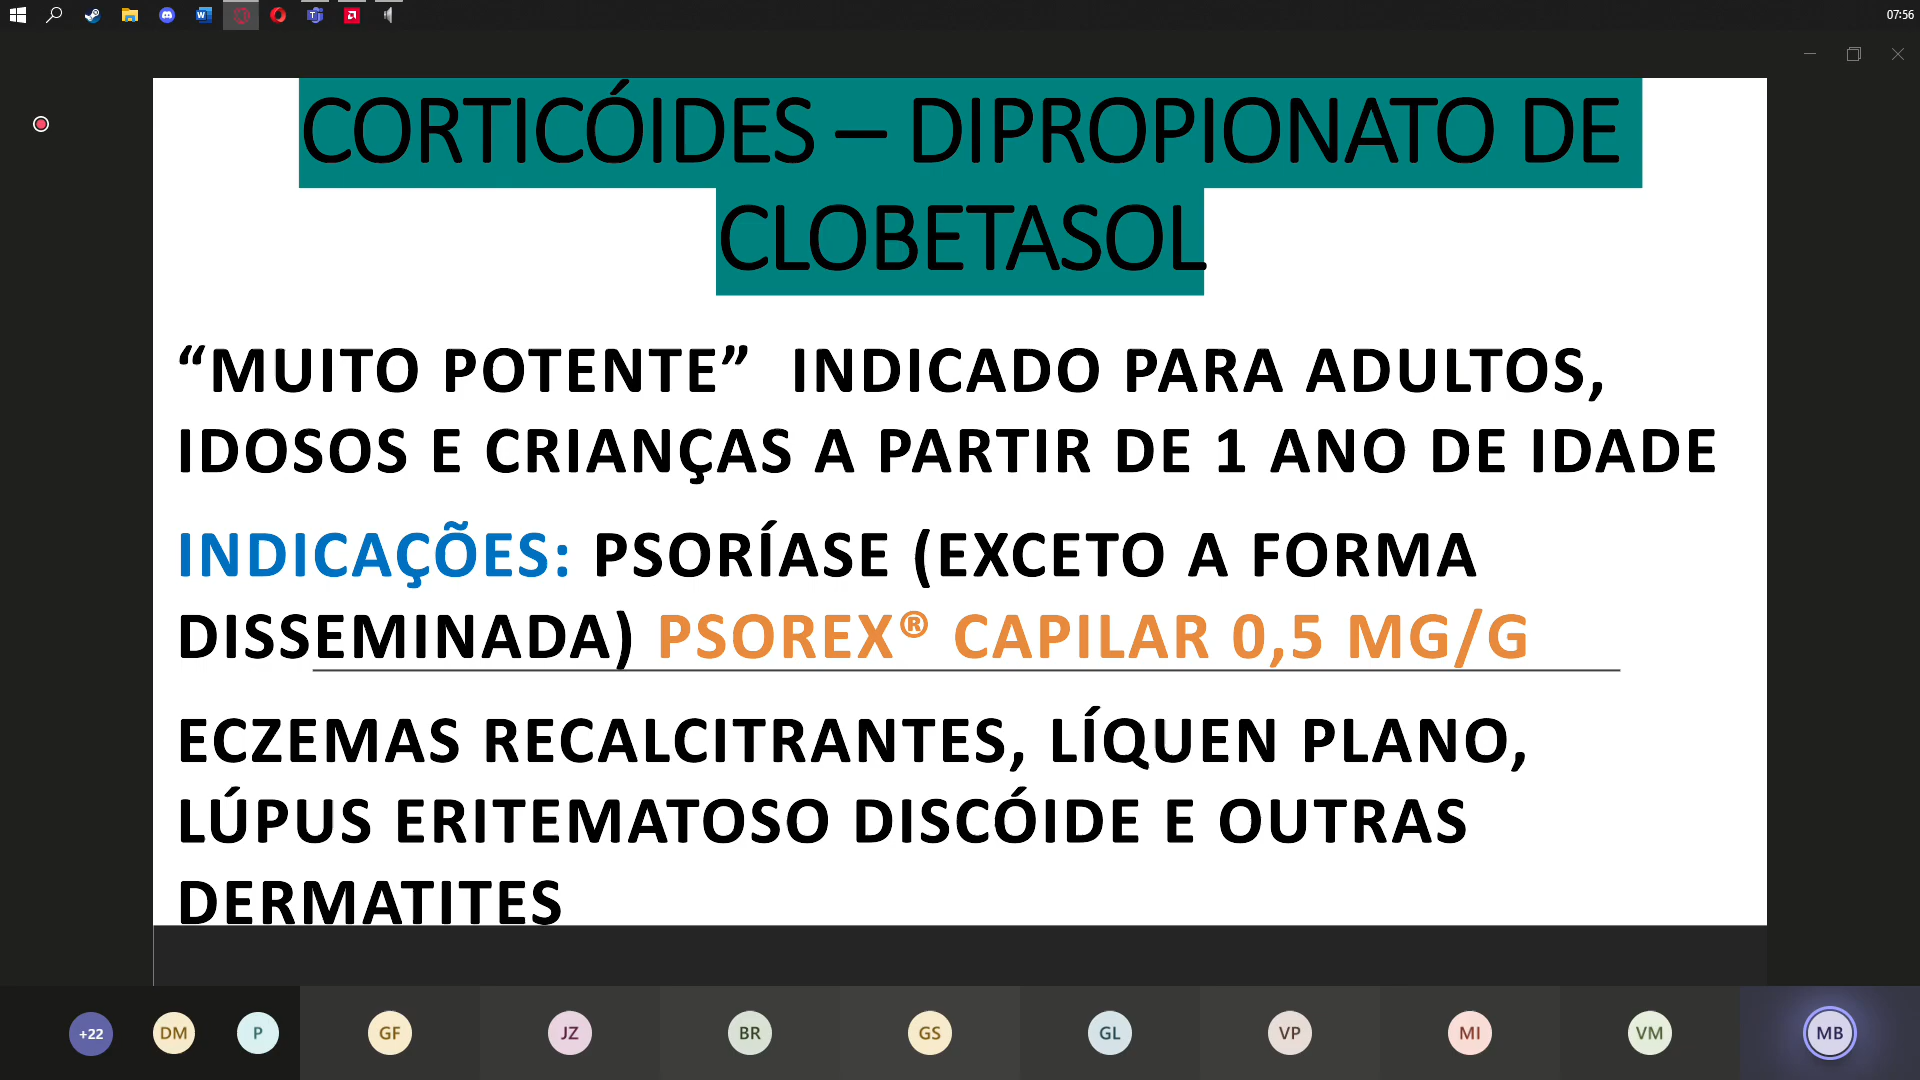 07:56
CORTICÓIDES – DIPROPIONATO DE
CLOBETASOL
“MUITO POTENTE” INDICADO PARA ADULTOS,
IDOSOS E CRIANÇAS A PARTIR DE 1 ANO DE IDADE
INDICAÇÕES: PSORÍASE (EXCETO A FORMA
DISSEMINADA) PSOREX® CAPILAR 0,5 MG/G
ECZEMAS RECALCITRANTES, LÍQUEN PLANO,
LÚPUS ERITEMATOSO DISCÓIDE E OUTRAS
DERMATITES
+22 DM P GF JZ BR GS GL VP MI VM MB